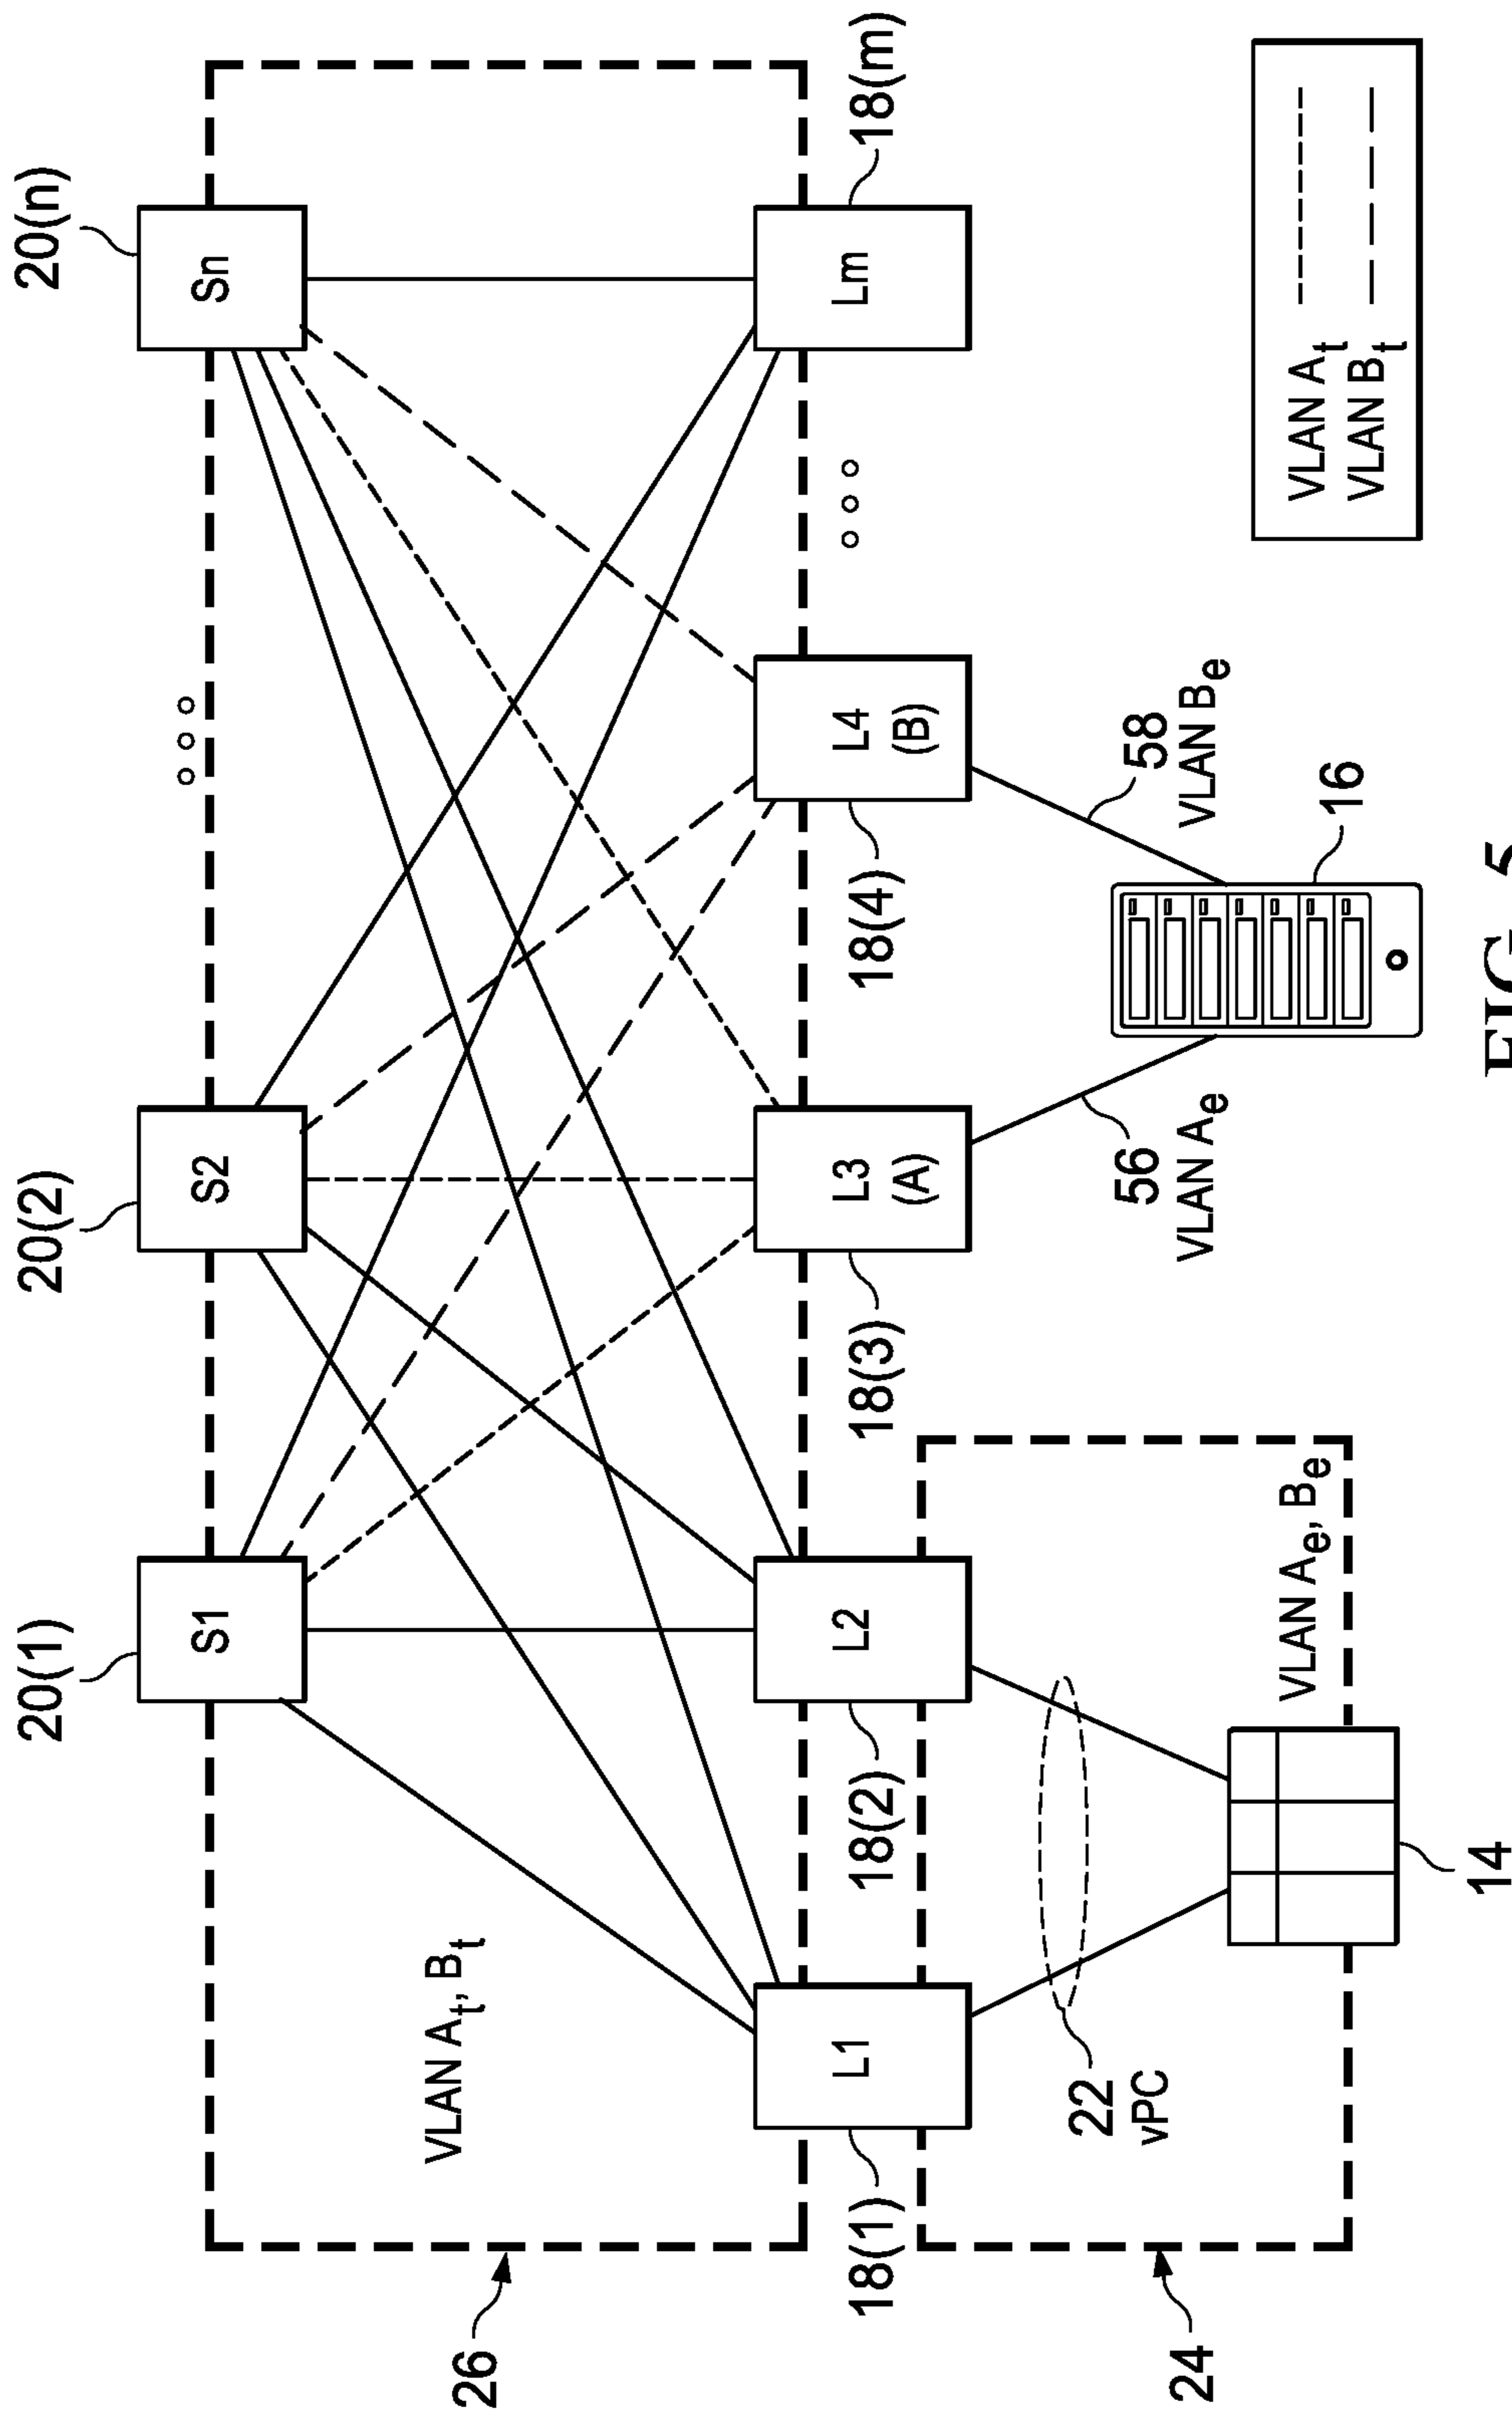 20(1)
20(2)
20(n)
S1
S2
Sn
26
VLAN At, Bt
L1
L2
L3
(A)
L4
(B)
Lm
18(1)
18(2)
18(3)
18(4)
18(m)
24
22
vPC
56
VLAN Ae
58
VLAN Be
VLAN Ae, Be
14
16
VLAN At
VLAN Bt
FIG. 5